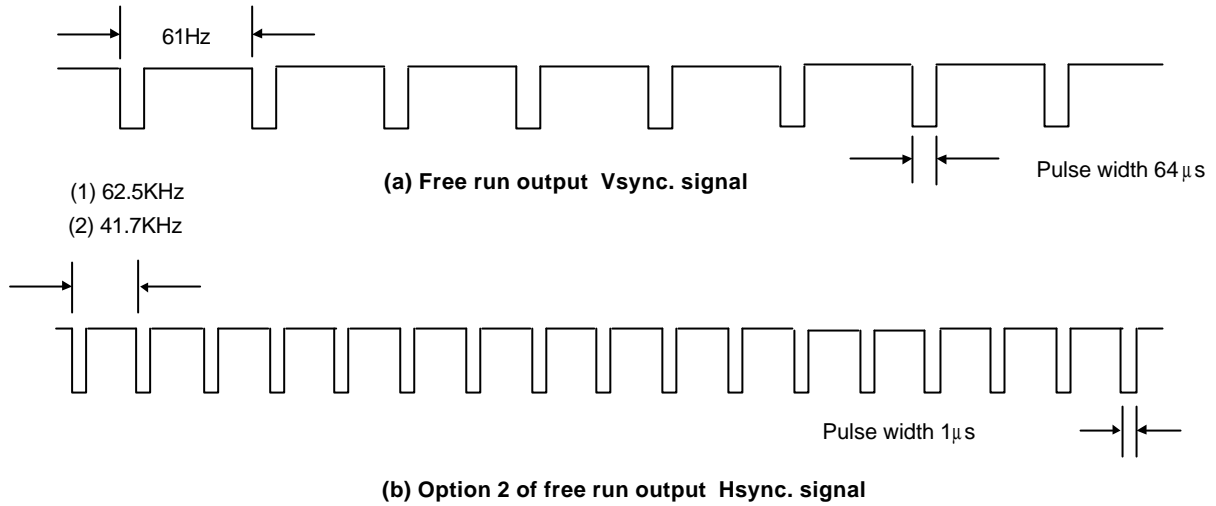 61Hz
(a) Free run output Vsync. signal
Pulse width 64μs
(1) 62.5KHz
(2) 41.7KHz
Pulse width 1μs
(b) Option 2 of free run output Hsync. signal